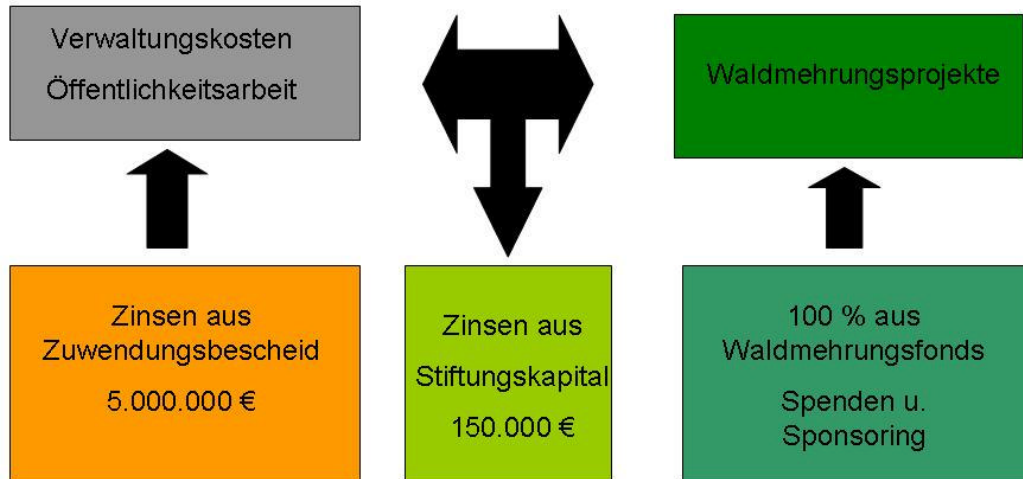 Verwaltungskosten
Öffentlichkeitsarbeit
Waldmehrungsprojekte
Zinsen aus
Zuwendungsbescheid
5.000.000 €
Zinsen aus
Stiftungskapital
150.000 €
100 % aus
Waldmehrungsfonds
Spenden u.
Sponsoring